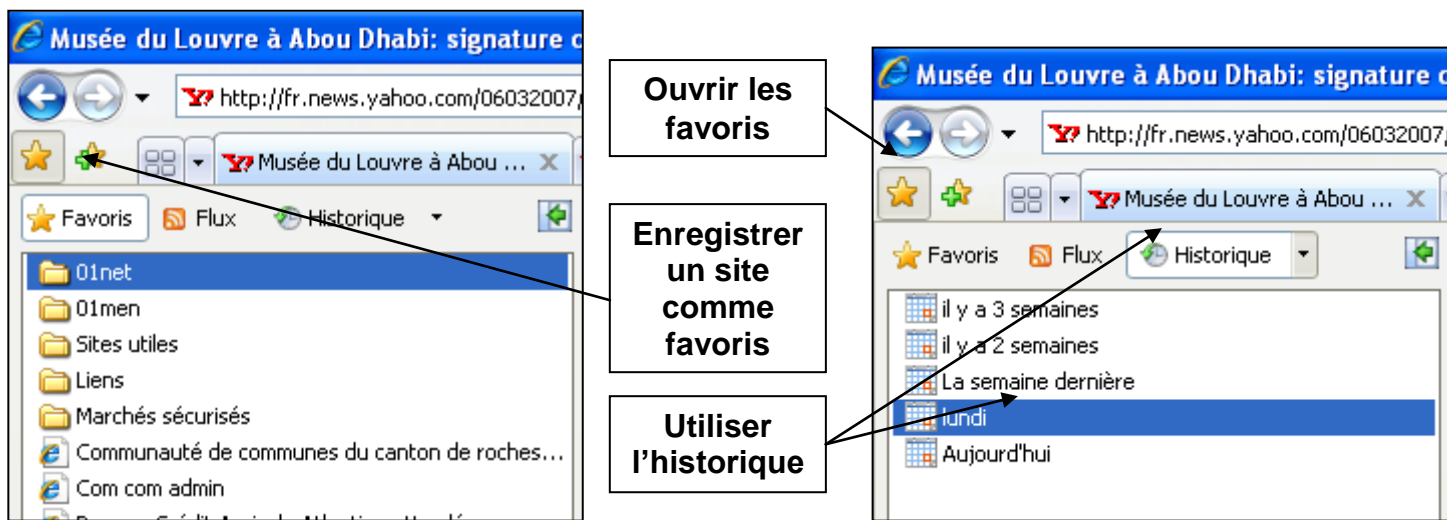 Musée du Louvre à Abou Dhabi: signature
http://fr.news.yahoo.com/06032007
Musée du Louvre à Abou ...
Favoris Flux Historique
01net
01men
Sites utiles
Liens
Marchés sécurisés
Communauté de communes du canton de roches...
Com com admin
Ouvrir les
favoris
Enregistrer
un site
comme
favoris
Utiliser
l'historique
Musée du Louvre à Abou Dhabi: signature
http://fr.news.yahoo.com/06032007,
Musée du Louvre à Abou ...
Favoris Flux Historique
il y a 3 semaines
il y a 2 semaines
La semaine dernière
lundi
Aujourd'hui